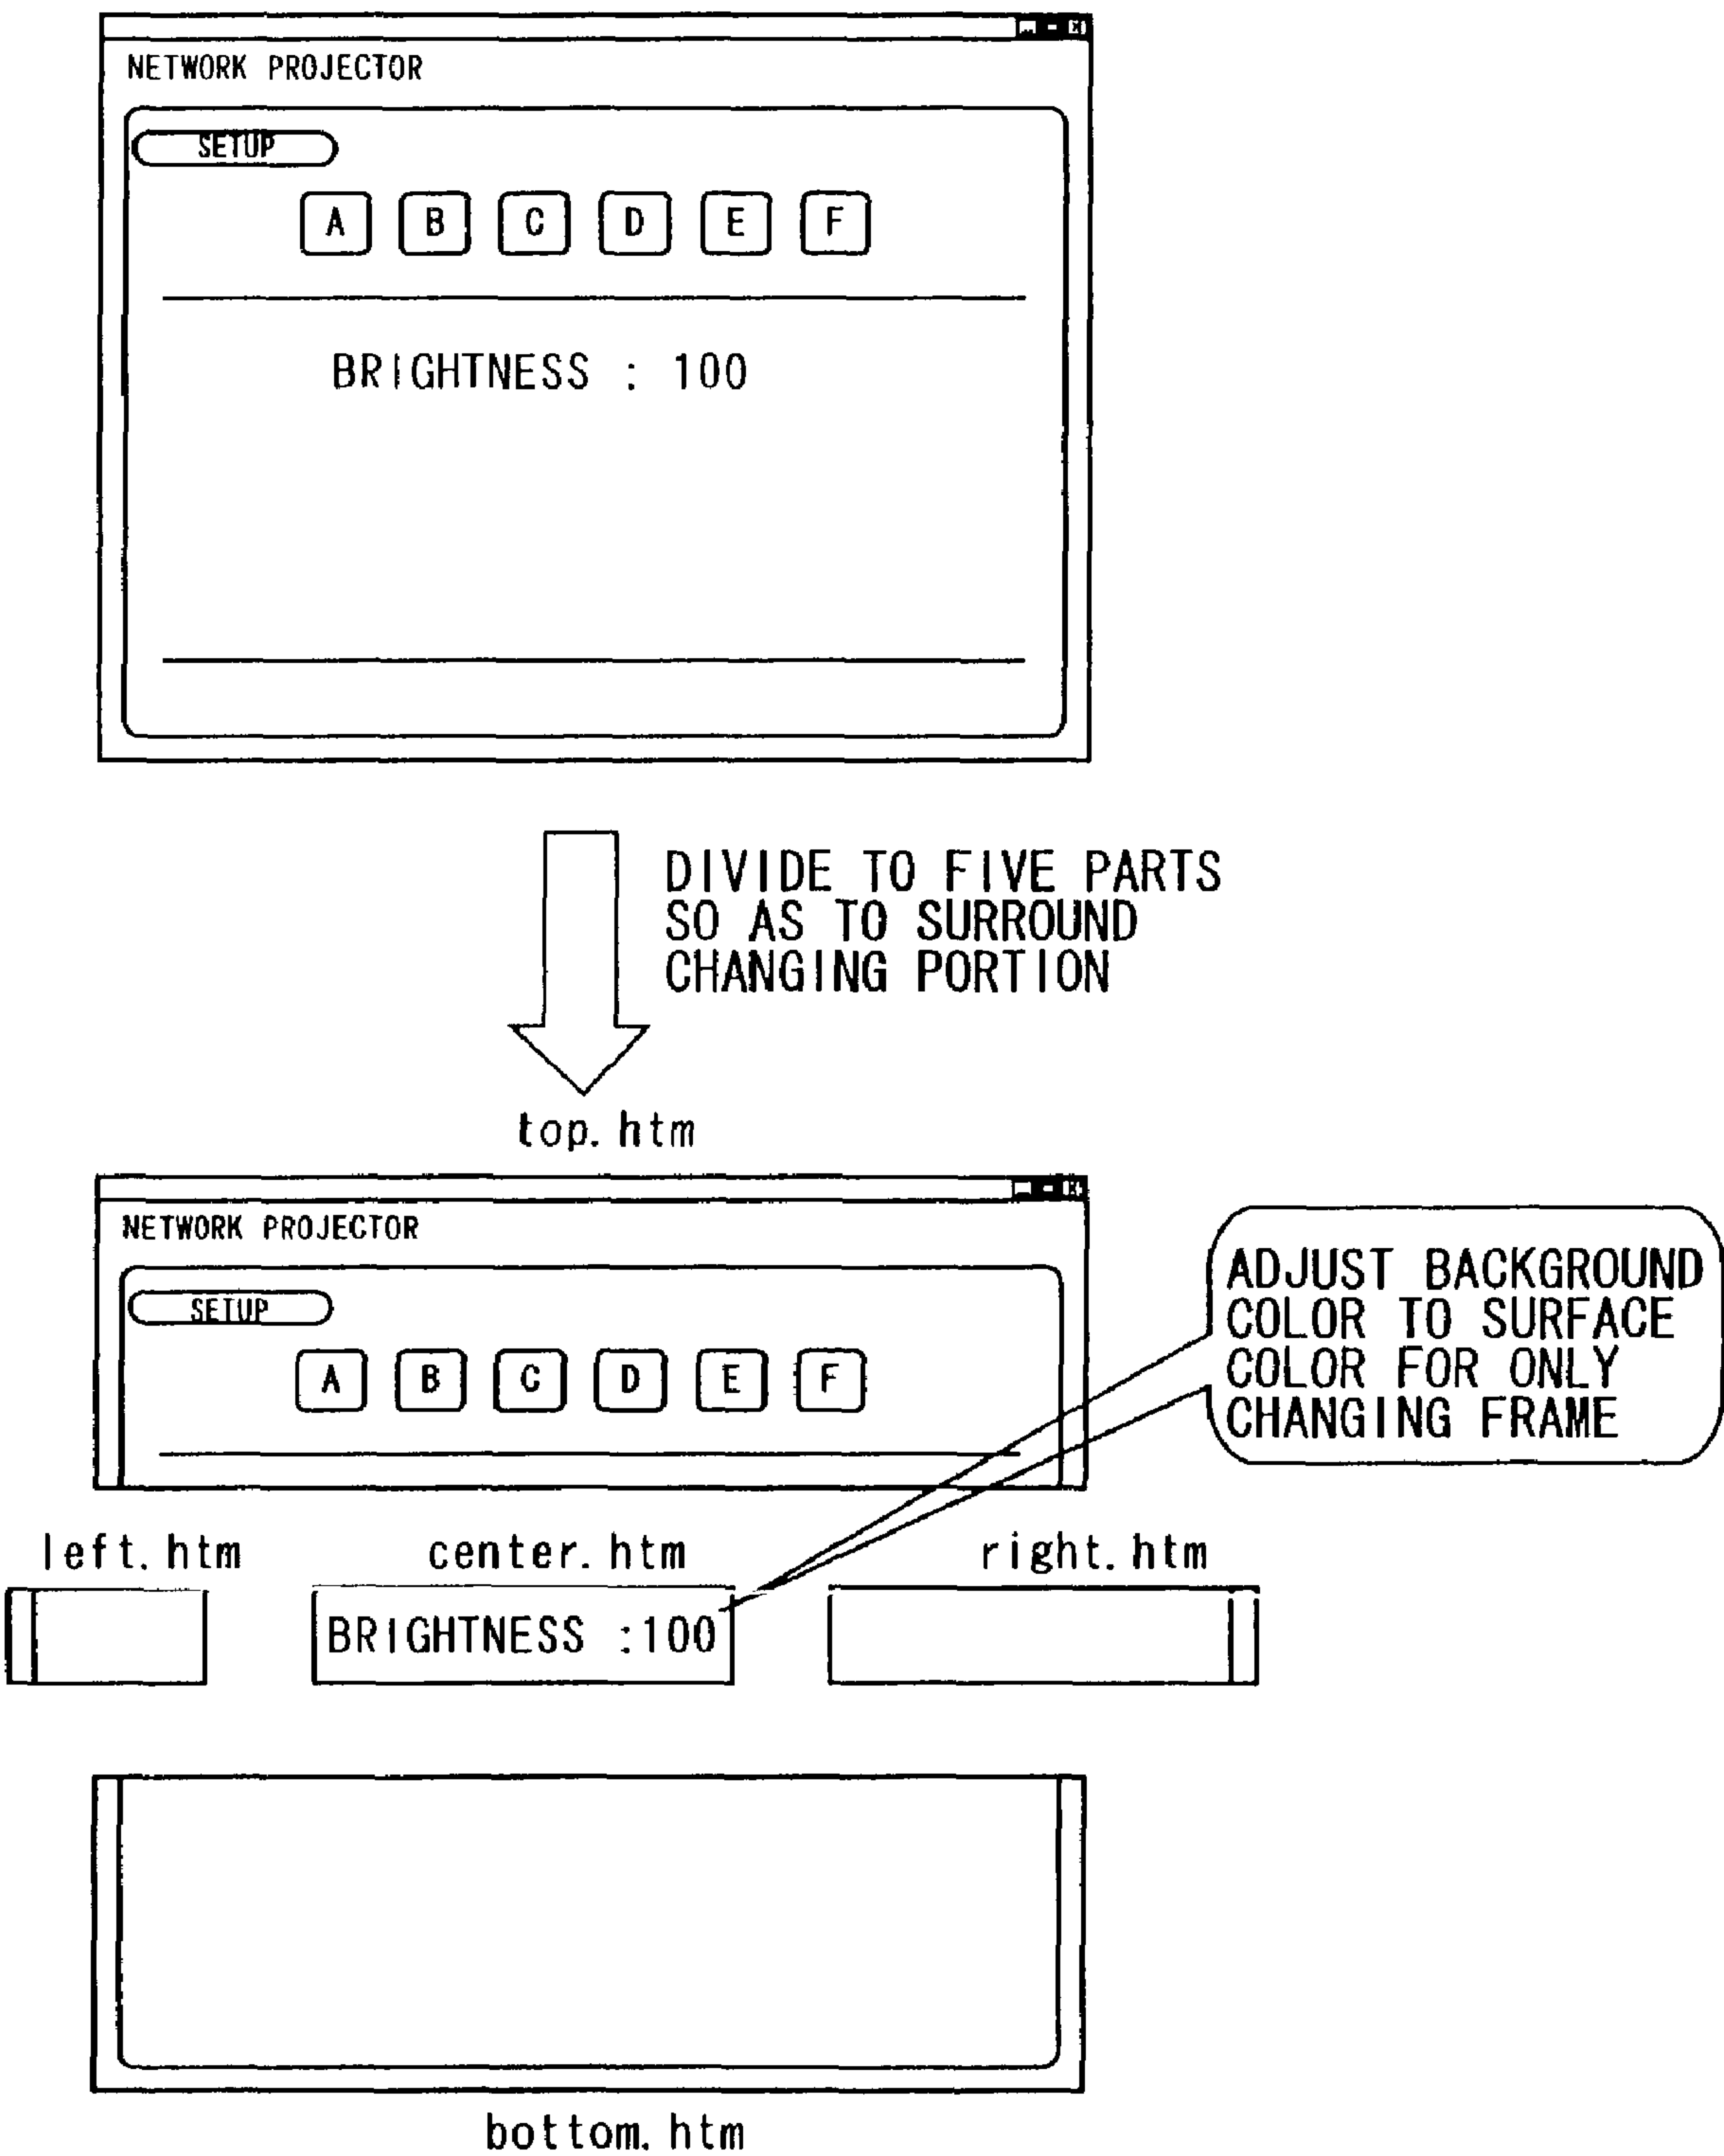 NETWORK PROJECTOR
SETUP
A B C D E F
BRIGHTNESS : 100
DIVIDE TO FIVE PARTS
SO AS TO SURROUND
CHANGING PORTION
top.htm
NETWORK PROJECTOR
SETUP
A B C D E F
ADJUST BACKGROUND
COLOR TO SURFACE
COLOR FOR ONLY
CHANGING FRAME
left.htm center.htm right.htm
BRIGHTNESS :100
bottom.htm